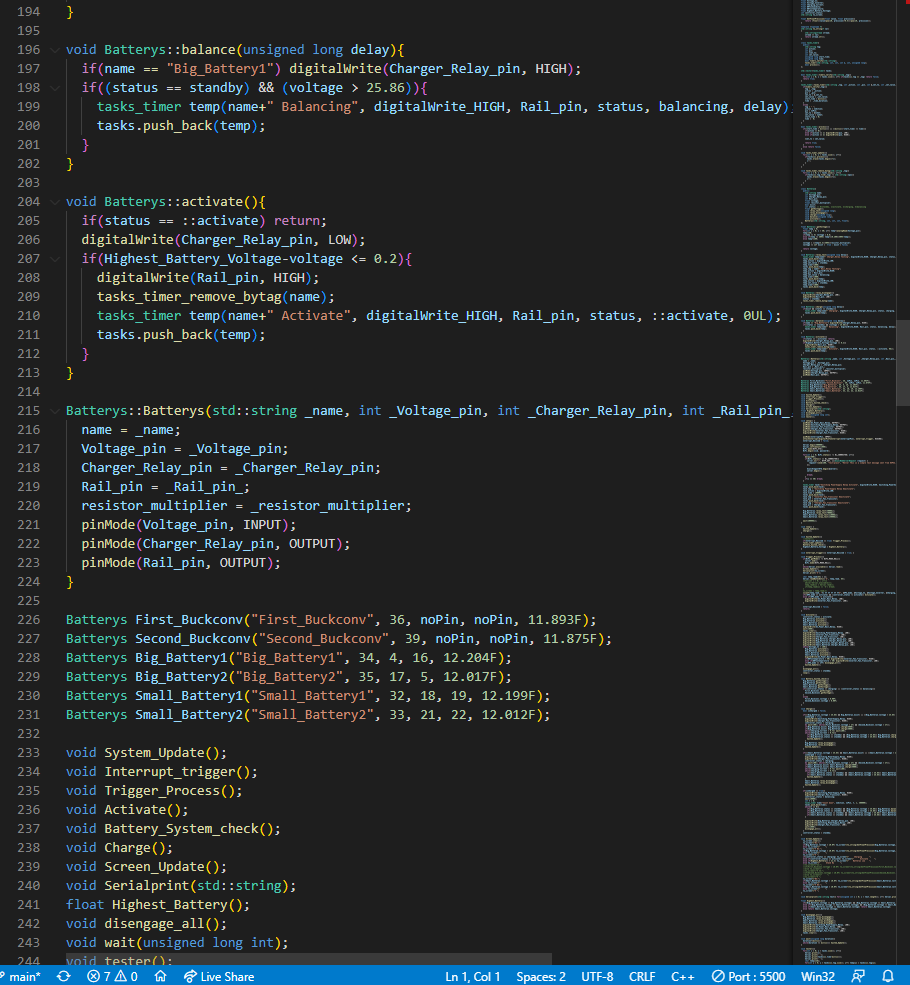 194 }
195
196 void Batterys::balance(unsigned long delay){
197 if(name == "Big_Battery1") digitalWrite(Charger_Relay_pin, HIGH);
198 if((status == standby) && (voltage > 25.86)){
199 tasks_timer temp(name+" Balancing", digitalWrite_HIGH, Rail_pin, status, balancing, delay)
200 tasks.push_back(temp);
201 }
202 }
203
204 void Batterys::activate(){
205 if(status == ::activate) return;
206 digitalWrite(Charger_Relay_pin, LOW);
207 if(Highest_Battery_Voltage-voltage <= 0.2){
208 digitalWrite(Rail_pin, HIGH);
209 tasks_timer_remove_bytag(name);
210 tasks_timer temp(name+" Activate", digitalWrite_HIGH, Rail_pin, status, ::activate, 0UL);
211 tasks.push_back(temp);
212 }
213 }
214
215 Batterys::Batterys(std::string _name, int _Voltage_pin, int _Charger_Relay_pin, int _Rail_pin_
216 name = _name;
217 Voltage_pin = _Voltage_pin;
218 Charger_Relay_pin = _Charger_Relay_pin;
219 Rail_pin = _Rail_pin_;
220 resistor_multiplier = _resistor_multiplier;
221 pinMode(Voltage_pin, INPUT);
222 pinMode(Charger_Relay_pin, OUTPUT);
223 pinMode(Rail_pin, OUTPUT);
224 }
225
226 Batterys First_Buckconv("First_Buckconv", 36, noPin, noPin, 11.893F);
227 Batterys Second_Buckconv("Second_Buckconv", 39, noPin, noPin, 11.875F);
228 Batterys Big_Battery1("Big_Battery1", 34, 4, 16, 12.204F);
229 Batterys Big_Battery2("Big_Battery2", 35, 17, 5, 12.017F);
230 Batterys Small_Battery1("Small_Battery1", 32, 18, 19, 12.199F);
231 Batterys Small_Battery2("Small_Battery2", 33, 21, 22, 12.012F);
232
233 void System_Update();
234 void Interrupt_trigger();
235 void Trigger_Process();
236 void Activate();
237 void Battery_System_check();
238 void Charge();
239 void Screen_Update();
240 void Serialprint(std::string);
241 float Highest_Battery();
242 void disengage_all();
243 void wait(unsigned long int);
244 void tester();
main* 7 0 Live Share Ln 1, Col 1 Spaces: 2 UTF-8 CRLF C++ Port : 5500 Win32